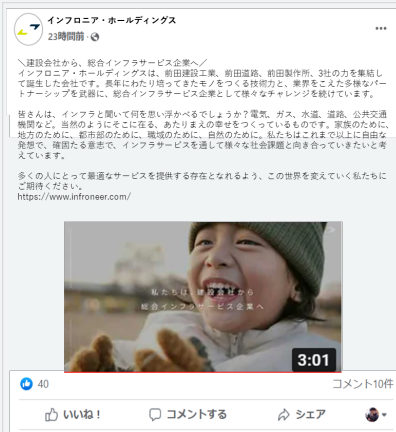 インフロニア・ホールディングス
23時間前
＼建設会社から、総合インフラサービス企業へ／
インフロニア・ホールディングスは、前田建設工業、前田道路、前田製作所、3社の力を集結し
て誕生した会社です。長年にわたり培ってきたモノをつくる技術力と、業界をこえた多様なパー
トナーシップを武器に、総合インフラサービス企業として様々なチャレンジを続けています。
皆さんは、インフラと聞いて何を思い浮かべるでしょうか？電気、ガス、水道、道路、公共交通
機関など。当然のようにそこに在る、あたりまえの幸せをつくっているものです。家族のために、
地方のために、都市部のために、職域のために、自然のために。私たちはこれまで以上に自由な
発想で、確固たる意志で、インフラサービスを通して様々な社会課題と向き合っていきたいと考
えています。
多くの人にとって最適なサービスを提供する存在となれるよう、この世界を変えていく私たちに
ご期待ください。
https://www.infroneer.com/
私たちは、建設会社から
総合インフラサービス企業へ
3:01
40
コメント10件
いいね！
コメントする
シェア